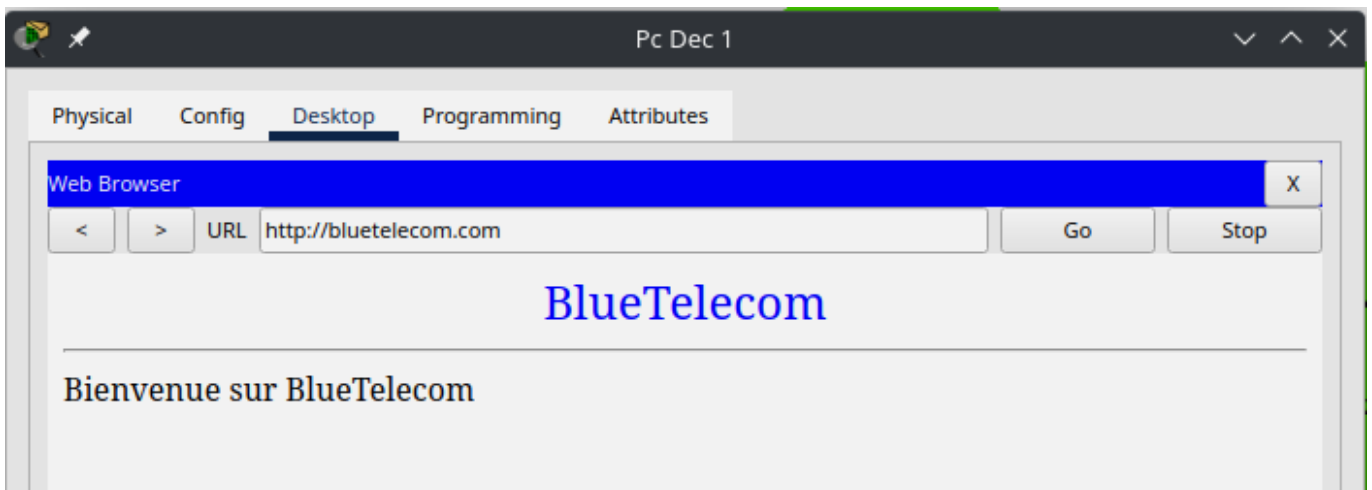 Pc Dec 1
Physical Config Desktop Programming Attributes
Web Browser X
< > URL http://bluetelecom.com Go Stop
BlueTelecom
Bienvenue sur BlueTelecom